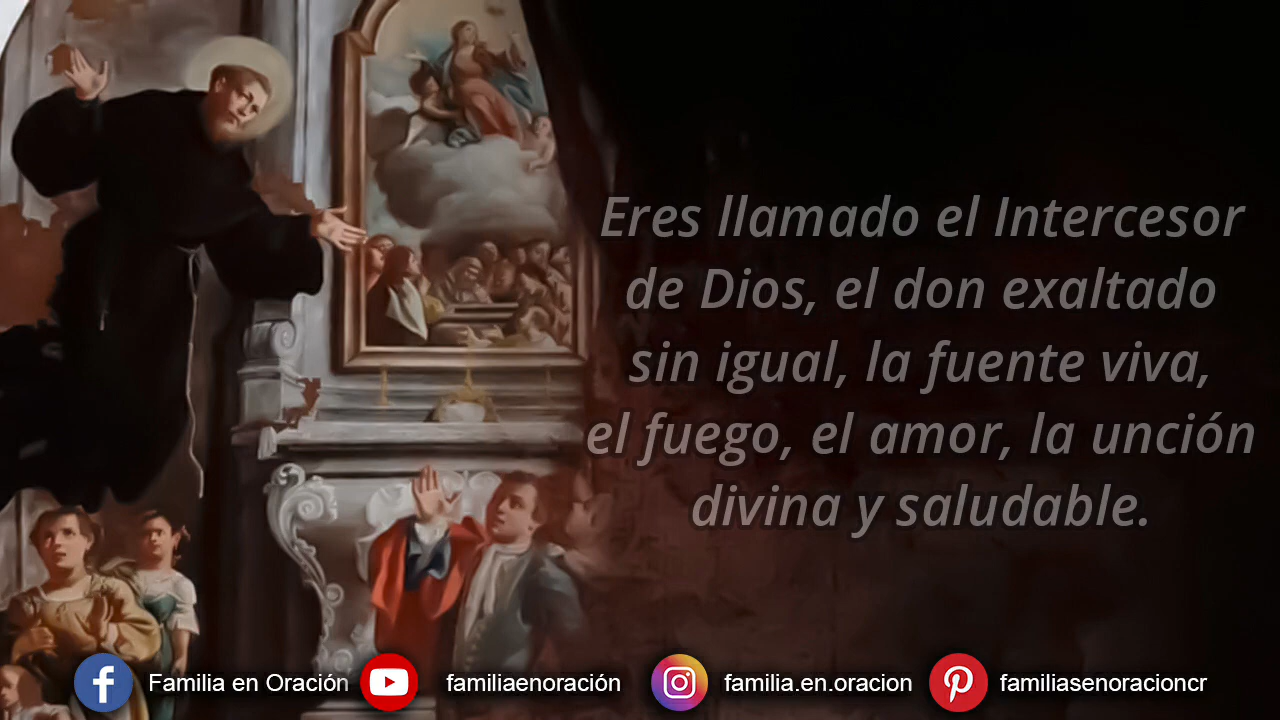 Eres llamado el Intercesor
de Dios, el don exaltado
sin igual, la fuente viva,
el fuego, el amor, la unción
divina y saludable.
Familia en Oración
familiaenoración
familia.en.oracion
familiasenoracioncr